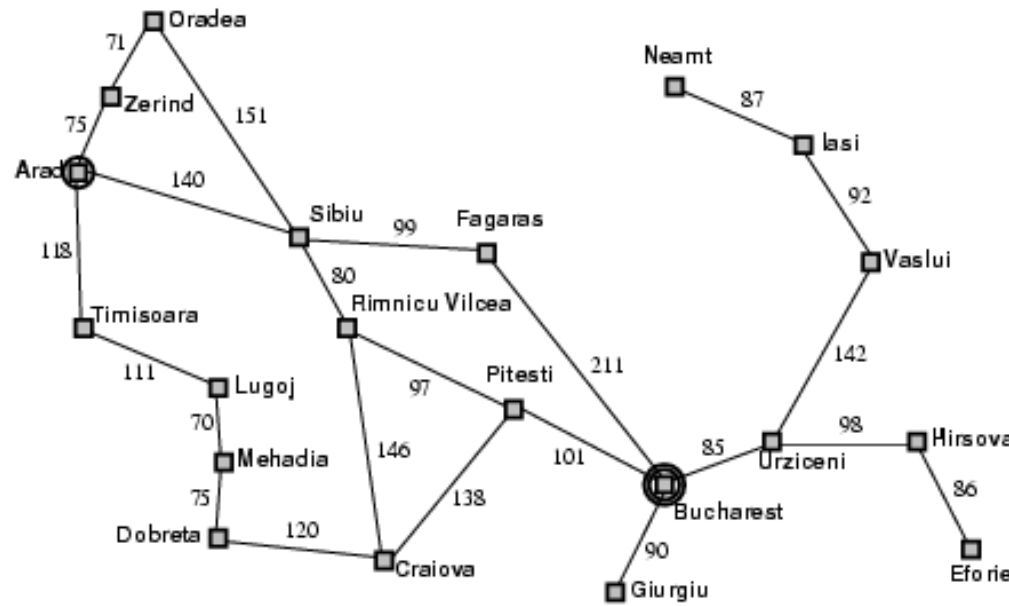 Oradea
71
Neamt
Zerind
87
75
151
Iasi
Arad
140
92
Sibiu
Fagaras
99
118
Vaslui
80
Timisoara
Rimnicu Vilcea
142
111
211
Lugoj
97
Pitesti
70
98
Hirsova
85
Mehadia
146
101
Urziceni
86
75
138
Bucharest
Dobreta
120
90
Craiova
Eforie
Giurgiu